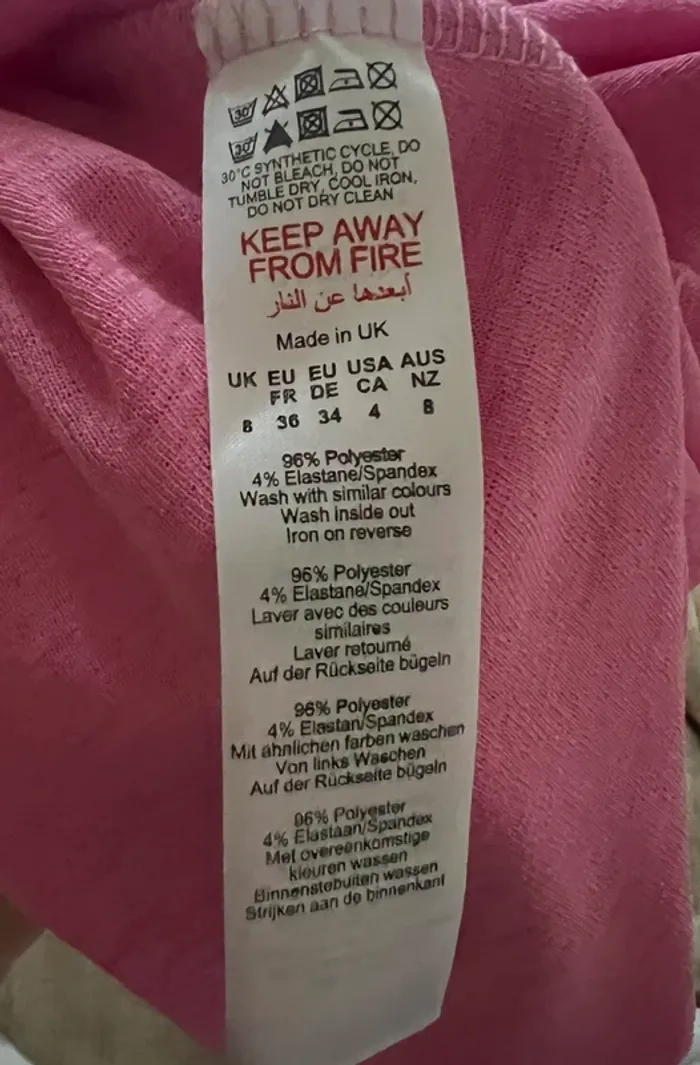 30°
30°
30°C SYNTHETIC CYCLE, DO
NOT BLEACH, DO NOT
TUMBLE DRY, COOL IRON,
DO NOT DRY CLEAN
KEEP AWAY
FROM FIRE
أبعدها عن النار
Made in UK
UK EU EU USA AUS
FR DE CA NZ
8 36 34 4 8
96% Polyester
4% Elastane/Spandex
Wash with similar colours
Wash inside out
Iron on reverse
96% Polyester
4% Elastane/Spandex
Laver avec des couleurs
similaires
Laver retourné
Auf der Rückseite bügeln
96% Polyester
4% Elastan/Spandex
Mit ähnlichen farben waschen
Von links Waschen
Auf der Rückseite bügeln
96% Polyester
4% Elastaan/Spandex
Met overeenkomstige
kleuren wassen
Binnenstebuiten wassen
Strijken aan de binnenkant